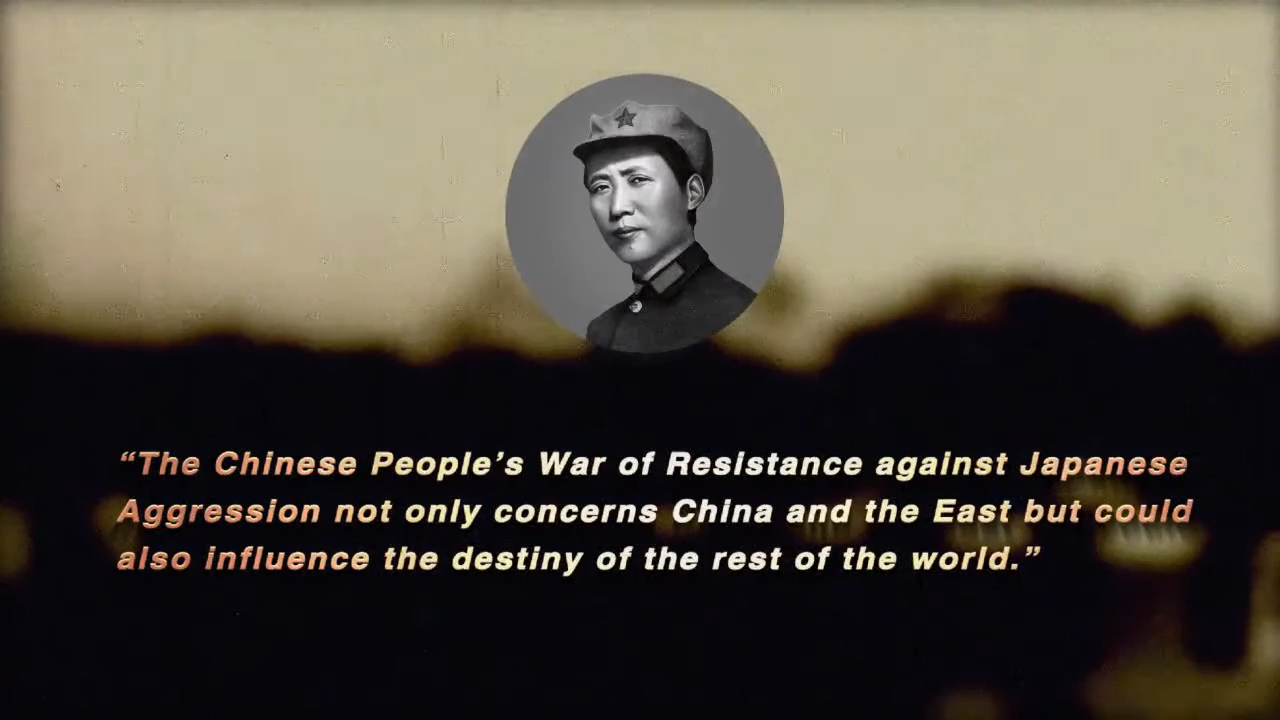 “The Chinese People’s War of Resistance against Japanese
Aggression not only concerns China and the East but could
also influence the destiny of the rest of the world.”